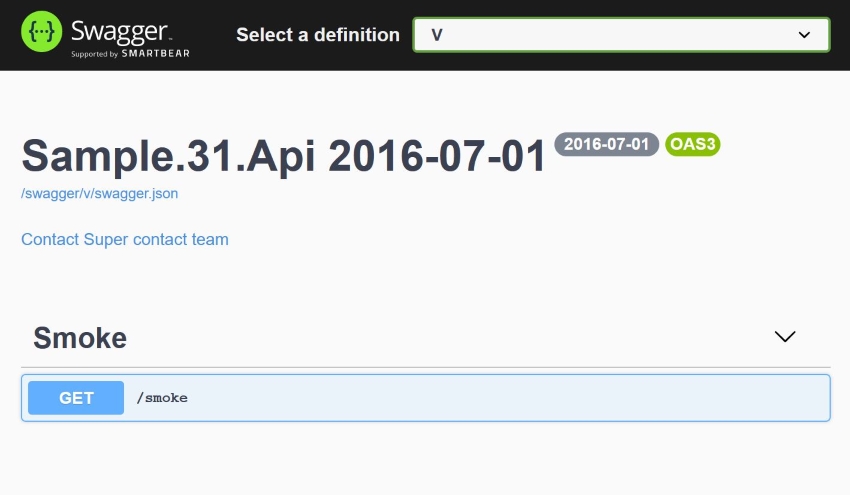 {···} Swagger™
Supported by SMARTBEAR
Select a definition
V
Sample.31.Api 2016-07-01
2016-07-01
OAS3
/swagger/v/swagger.json
Contact Super contact team
Smoke
GET /smoke